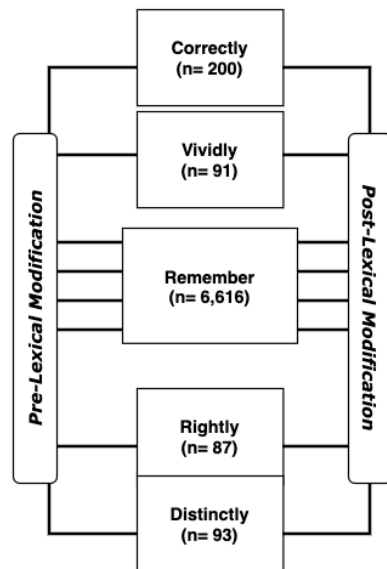 Correctly
(n= 200)
Vividly
(n= 91)
Pre-Lexical Modification
Remember
(n= 6,616)
Post-Lexical Modification
Rightly
(n= 87)
Distinctly
(n= 93)